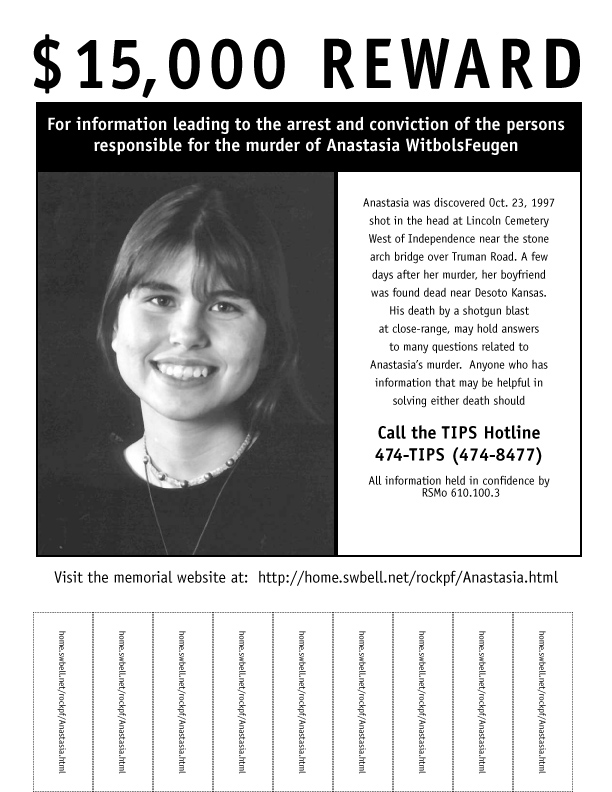 $15,000 REWARD
For information leading to the arrest and conviction of the persons
responsible for the murder of Anastasia WitbolsFeugen
Anastasia was discovered Oct. 23, 1997
shot in the head at Lincoln Cemetery
West of Independence near the stone
arch bridge over Truman Road. A few
days after her murder, her boyfriend
was found dead near Desoto Kansas.
His death by a shotgun blast
at close-range, may hold answers
to many questions related to
Anastasia's murder.  Anyone who has
information that may be helpful in
solving either death should
Call the TIPS Hotline
474-TIPS (474-8477)
All information held in confidence by
RSMo 610.100.3
Visit the memorial website at:  http://home.swbell.net/rockpf/Anastasia.html
home.swbell.net/rockpf/Anastasia.html
home.swbell.net/rockpf/Anastasia.html
home.swbell.net/rockpf/Anastasia.html
home.swbell.net/rockpf/Anastasia.html
home.swbell.net/rockpf/Anastasia.html
home.swbell.net/rockpf/Anastasia.html
home.swbell.net/rockpf/Anastasia.html
home.swbell.net/rockpf/Anastasia.html
home.swbell.net/rockpf/Anastasia.html